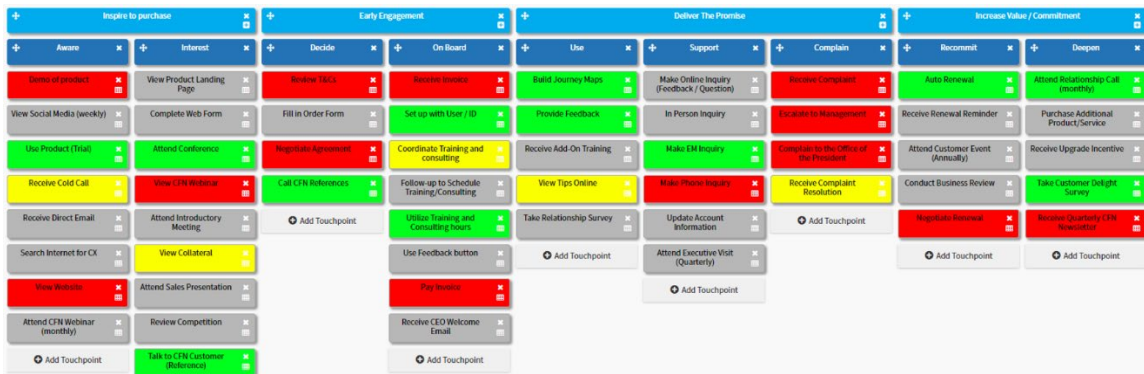 Inspire to purchase
Early Engagement
Deliver The Promise
Increase Value / Commitment
Aware
Interest
Decide
On Board
Use
Support
Complain
Recommit
Deepen
Demo of product
View Social Media (weekly)
Use Product (Trial)
Receive Cold Call
Receive Direct Email
Search Internet for CX
View Website
Attend CFN Webinar
(monthly)
Add Touchpoint
View Product Landing
Page
Complete Web Form
Attend Conference
View CFN Webinar
Attend Introductory
Meeting
View Collateral
Attend Sales Presentation
Review Competition
Talk to CFN Customer
(Reference)
Review T&Cs
Fill in Order Form
Negotiate Agreement
Call CFN References
Add Touchpoint
Receive Invoice
Set up with User / ID
Coordinate Training and
consulting
Follow-up to Schedule
Training/Consulting
Utilize Training and
Consulting hours
Use Feedback button
Pay Invoice
Receive CEO Welcome
Email
Add Touchpoint
Build Journey Maps
Provide Feedback
Receive Add-On Training
View Tips Online
Take Relationship Survey
Add Touchpoint
Make Online Inquiry
(Feedback / Question)
In Person Inquiry
Make EM Inquiry
Make Phone Inquiry
Update Account
Information
Attend Executive Visit
(Quarterly)
Add Touchpoint
Receive Complaint
Escalate to Management
Complain to the Office of
the President
Receive Complaint
Resolution
Add Touchpoint
Auto Renewal
Receive Renewal Reminder
Attend Customer Event
(Annually)
Conduct Business Review
Negotiate Renewal
Add Touchpoint
Attend Relationship Call
(monthly)
Purchase Additional
Product/Service
Receive Upgrade Incentive
Take Customer Delight
Survey
Receive Quarterly CFN
Newsletter
Add Touchpoint